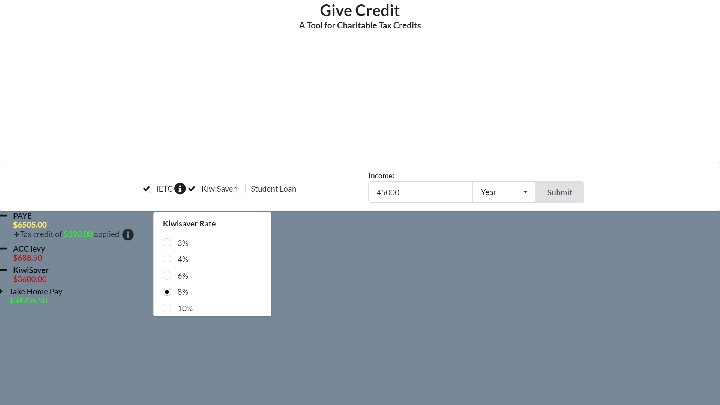 Give Credit
A Tool for Charitable Tax Credits
Income:
IETC KiwiSaver Student Loan
45000 Year Submit
PAYE
$6505.00
+Tax credit of applied
ACC levy
$688.50
KiwiSaver
$3600.00
Take Home Pay
Kiwisaver Rate
3%
4%
6%
8%
10%